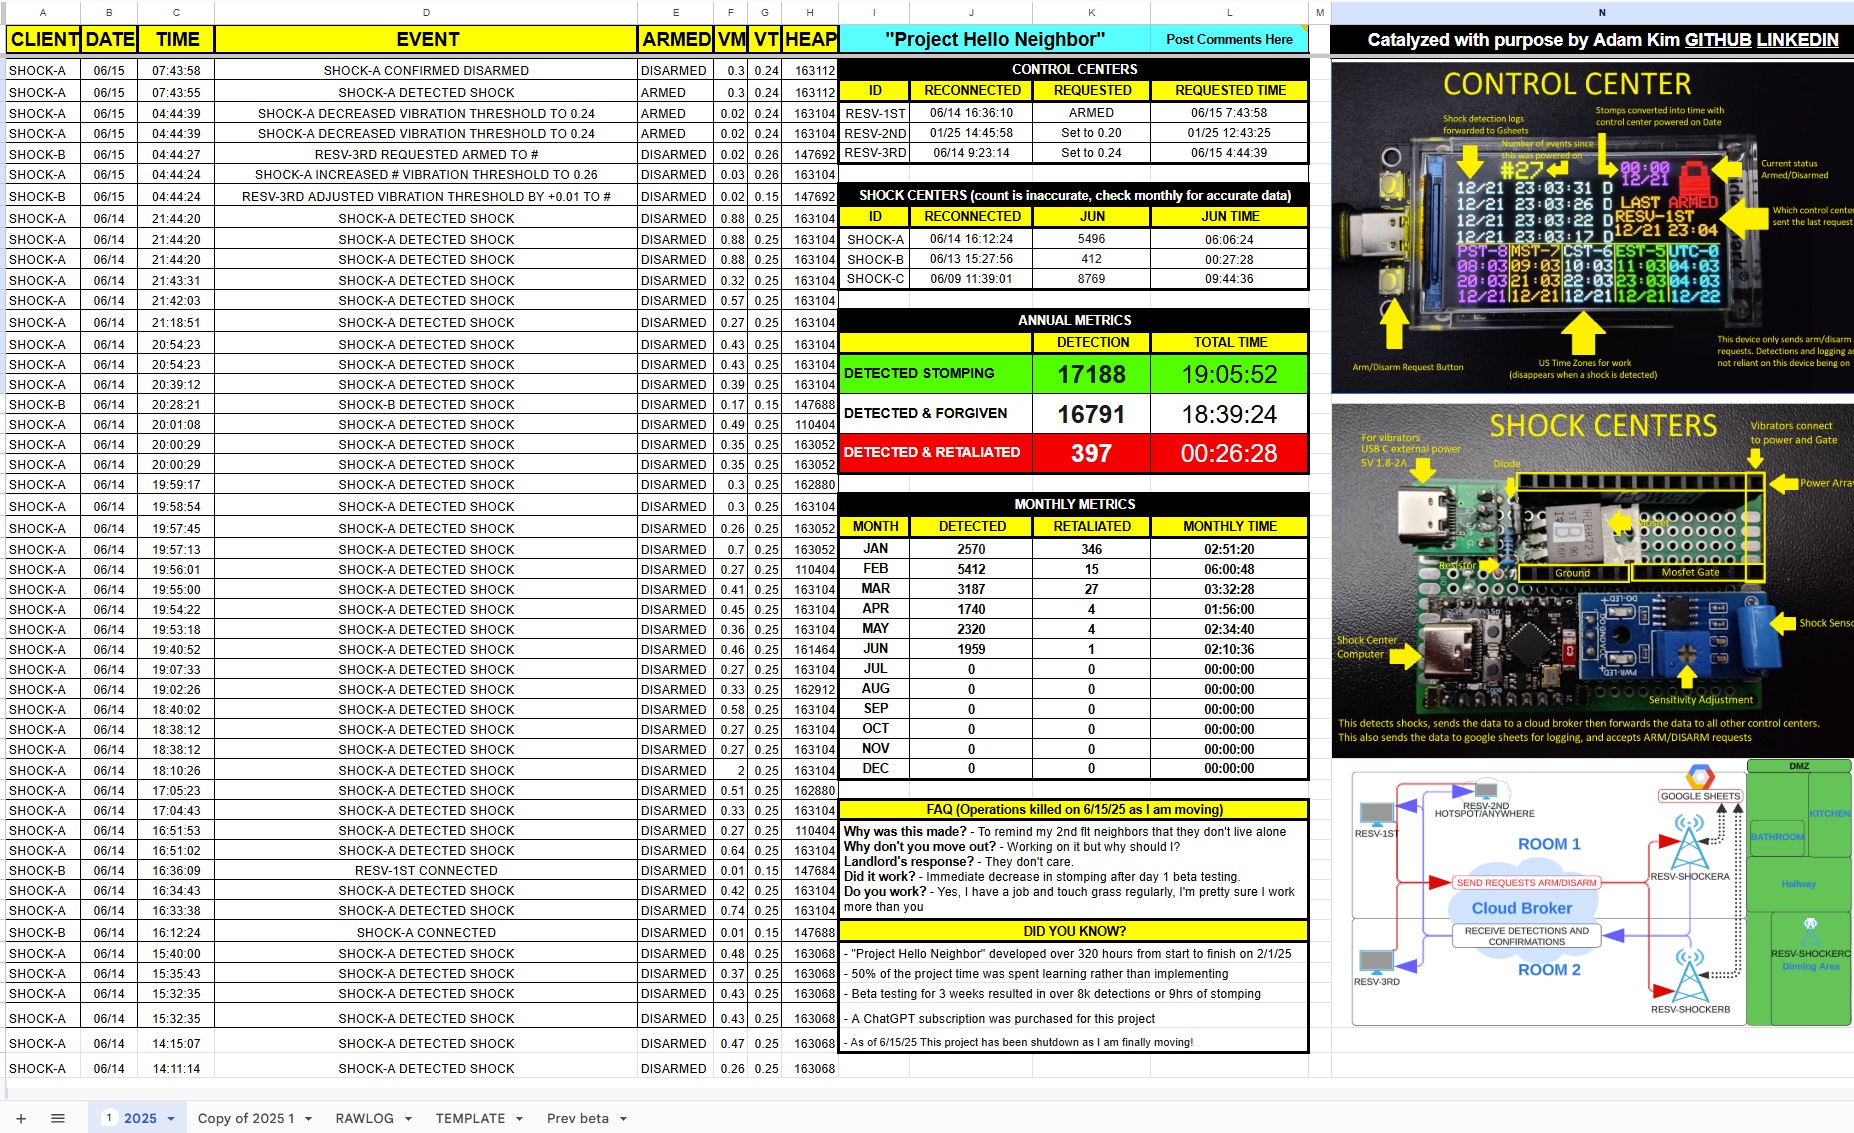 A B C D E F G H I J K L M N
CLIENT DATE TIME EVENT ARMED VM VT HEAP
SHOCK-A 06/15 07:43:58 SHOCK-A CONFIRMED DISARMED DISARMED 0.3 0.24 163112
SHOCK-A 06/15 07:43:55 SHOCK-A DETECTED SHOCK ARMED 0.3 0.24 163112
SHOCK-A 06/15 04:44:39 SHOCK-A DECREASED VIBRATION THRESHOLD TO 0.24 ARMED 0.02 0.24 163104
SHOCK-A 06/15 04:44:39 SHOCK-A DECREASED VIBRATION THRESHOLD TO 0.24 ARMED 0.02 0.24 163104
SHOCK-B 06/15 04:44:27 RESV-3RD REQUESTED ARMED TO # DISARMED 0.02 0.26 147692
SHOCK-A 06/15 04:44:24 SHOCK-A INCREASED # VIBRATION THRESHOLD TO 0.26 DISARMED 0.03 0.26 163104
SHOCK-B 06/15 04:44:24 RESV-3RD ADJUSTED VIBRATION THRESHOLD BY +0.01 TO # DISARMED 0.02 0.15 147692
SHOCK-A 06/14 21:44:20 SHOCK-A DETECTED SHOCK DISARMED 0.88 0.25 163104
SHOCK-A 06/14 21:44:20 SHOCK-A DETECTED SHOCK DISARMED 0.88 0.25 163104
SHOCK-A 06/14 21:44:20 SHOCK-A DETECTED SHOCK DISARMED 0.88 0.25 163104
SHOCK-A 06/14 21:43:31 SHOCK-A DETECTED SHOCK DISARMED 0.32 0.25 163104
SHOCK-A 06/14 21:42:03 SHOCK-A DETECTED SHOCK DISARMED 0.57 0.25 163104
SHOCK-A 06/14 21:18:51 SHOCK-A DETECTED SHOCK DISARMED 0.27 0.25 163104
SHOCK-A 06/14 20:54:23 SHOCK-A DETECTED SHOCK DISARMED 0.43 0.25 163104
SHOCK-A 06/14 20:54:23 SHOCK-A DETECTED SHOCK DISARMED 0.43 0.25 163104
SHOCK-A 06/14 20:39:12 SHOCK-A DETECTED SHOCK DISARMED 0.39 0.25 163104
SHOCK-B 06/14 20:28:21 SHOCK-B DETECTED SHOCK DISARMED 0.17 0.15 147688
SHOCK-A 06/14 20:01:08 SHOCK-A DETECTED SHOCK DISARMED 0.49 0.25 110404
SHOCK-A 06/14 20:00:29 SHOCK-A DETECTED SHOCK DISARMED 0.35 0.25 163052
SHOCK-A 06/14 20:00:29 SHOCK-A DETECTED SHOCK DISARMED 0.35 0.25 163052
SHOCK-A 06/14 19:59:17 SHOCK-A DETECTED SHOCK DISARMED 0.3 0.25 162880
SHOCK-A 06/14 19:58:54 SHOCK-A DETECTED SHOCK DISARMED 0.3 0.25 163104
SHOCK-A 06/14 19:57:45 SHOCK-A DETECTED SHOCK DISARMED 0.26 0.25 163052
SHOCK-A 06/14 19:57:13 SHOCK-A DETECTED SHOCK DISARMED 0.7 0.25 163052
SHOCK-A 06/14 19:56:01 SHOCK-A DETECTED SHOCK DISARMED 0.27 0.25 110404
SHOCK-A 06/14 19:55:00 SHOCK-A DETECTED SHOCK DISARMED 0.41 0.25 163104
SHOCK-A 06/14 19:54:22 SHOCK-A DETECTED SHOCK DISARMED 0.45 0.25 163104
SHOCK-A 06/14 19:53:18 SHOCK-A DETECTED SHOCK DISARMED 0.36 0.25 163104
SHOCK-A 06/14 19:40:52 SHOCK-A DETECTED SHOCK DISARMED 0.46 0.25 161464
SHOCK-A 06/14 19:07:33 SHOCK-A DETECTED SHOCK DISARMED 0.27 0.25 163104
SHOCK-A 06/14 19:02:26 SHOCK-A DETECTED SHOCK DISARMED 0.33 0.25 162912
SHOCK-A 06/14 18:40:02 SHOCK-A DETECTED SHOCK DISARMED 0.58 0.25 163104
SHOCK-A 06/14 18:38:12 SHOCK-A DETECTED SHOCK DISARMED 0.27 0.25 163104
SHOCK-A 06/14 18:38:12 SHOCK-A DETECTED SHOCK DISARMED 0.27 0.25 163104
SHOCK-A 06/14 18:10:26 SHOCK-A DETECTED SHOCK DISARMED 2 0.25 163104
SHOCK-A 06/14 17:05:23 SHOCK-A DETECTED SHOCK DISARMED 0.51 0.25 162880
SHOCK-A 06/14 17:04:43 SHOCK-A DETECTED SHOCK DISARMED 0.33 0.25 163104
SHOCK-A 06/14 16:51:53 SHOCK-A DETECTED SHOCK DISARMED 0.27 0.25 110404
SHOCK-A 06/14 16:51:02 SHOCK-A DETECTED SHOCK DISARMED 0.64 0.25 163104
SHOCK-B 06/14 16:36:09 RESV-1ST CONNECTED DISARMED 0.01 0.15 147684
SHOCK-A 06/14 16:34:43 SHOCK-A DETECTED SHOCK DISARMED 0.42 0.25 163104
SHOCK-A 06/14 16:33:38 SHOCK-A DETECTED SHOCK DISARMED 0.74 0.25 163104
SHOCK-B 06/14 16:12:24 SHOCK-A CONNECTED DISARMED 0.01 0.15 147688
SHOCK-A 06/14 15:40:00 SHOCK-A DETECTED SHOCK DISARMED 0.48 0.25 163068
SHOCK-A 06/14 15:35:43 SHOCK-A DETECTED SHOCK DISARMED 0.37 0.25 163068
SHOCK-A 06/14 15:32:35 SHOCK-A DETECTED SHOCK DISARMED 0.43 0.25 163068
SHOCK-A 06/14 15:32:35 SHOCK-A DETECTED SHOCK DISARMED 0.43 0.25 163068
SHOCK-A 06/14 14:15:07 SHOCK-A DETECTED SHOCK DISARMED 0.47 0.25 163068
SHOCK-A 06/14 14:11:14 SHOCK-A DETECTED SHOCK DISARMED 0.26 0.25 163068
"Project Hello Neighbor" Post Comments Here
CONTROL CENTERS
ID RECONNECTED REQUESTED REQUESTED TIME
RESV-1ST 06/14 16:36:10 ARMED 06/15 7:43:58
RESV-2ND 01/25 14:45:58 Set to 0.20 01/25 12:43:25
RESV-3RD 06/14 9:23:14 Set to 0.24 06/15 4:44:39
SHOCK CENTERS (count is inaccurate, check monthly for accurate data)
ID RECONNECTED JUN JUN TIME
SHOCK-A 06/14 16:12:24 5496 06:06:24
SHOCK-B 06/13 15:27:56 412 00:27:28
SHOCK-C 06/09 11:39:01 8769 09:44:36
ANNUAL METRICS
DETECTION TOTAL TIME
DETECTED STOMPING 17188 19:05:52
DETECTED & FORGIVEN 16791 18:39:24
DETECTED & RETALIATED 397 00:26:28
MONTHLY METRICS
MONTH DETECTED RETALIATED MONTHLY TIME
JAN 2570 346 02:51:20
FEB 5412 15 06:00:48
MAR 3187 27 03:32:28
APR 1740 4 01:56:00
MAY 2320 4 02:34:40
JUN 1959 1 02:10:36
JUL 0 0 00:00:00
AUG 0 0 00:00:00
SEP 0 0 00:00:00
OCT 0 0 00:00:00
NOV 0 0 00:00:00
DEC 0 0 00:00:00
FAQ (Operations killed on 6/15/25 as I am moving)
Why was this made? - To remind my 2nd flt neighbors that they don't live alone
Why don't you move out? - Working on it but why should I?
Landlord's response? - They don't care.
Did it work? - Immediate decrease in stomping after day 1 beta testing.
Do you work? - Yes, I have a job and touch grass regularly, I'm pretty sure I work
more than you
DID YOU KNOW?
- "Project Hello Neighbor" developed over 320 hours from start to finish on 2/1/25
- 50% of the project time was spent learning rather than implementing
- Beta testing for 3 weeks resulted in over 8k detections or 9hrs of stomping
- A ChatGPT subscription was purchased for this project
- As of 6/15/25 This project has been shutdown as I am finally moving!
Catalyzed with purpose by Adam Kim GITHUB LINKEDIN
CONTROL CENTER
Shock detection logs
forwarded to Gsheets
Stomps converted into time with
control center powered on Date
Number of events since
this was powered on
Current status
Armed/Disarmed
Which control center
sent the last request
#27
00:00
12/21
12/21 23:03:31 D
12/21 23:03:26 D
12/21 23:03:22 D
12/21 23:03:17 D
LAST ARMED
RESV-1ST
12/21 23:04
PST-8 MST-7 CST-6 EST-5 UTC-0
08:03 09:03 10:03 11:03 04:03
20:03 21:03 22:03 23:03 04:03
12/21 12/21 12/21 12/21 12/22
Arm/Disarm Request Button
US Time Zones for work
(disappears when a shock is detected)
This device only sends arm/disarm
requests. Detections and logging a
not reliant on this device being on
SHOCK CENTERS
For vibrators
USB C external power
5V 1.8-2A
Diode
Vibrators connect
to power and Gate
Power Arra
Mosfet
Resistor
Ground
Mosfet Gate
Shock Center
Computer
Shock Senso
Sensitivity Adjustment
This detects shocks, sends the data to a cloud broker then forwards the data to all other control centers.
This also sends the data to google sheets for logging, and accepts ARM/DISARM requests
RESV-1ST
RESV-2ND
HOTSPOT/ANYWHERE
GOOGLE SHEETS
ROOM 1
RESV-SHOCKERA
SEND REQUESTS ARM/DISARM
Cloud Broker
RECEIVE DETECTIONS AND
CONFIRMATIONS
ROOM 2
RESV-3RD
RESV-SHOCKERB
DMZ
KITCHEN
BATHROOM
Hallway
RESV-SHOCKERC
Dinning Area
1 2025 Copy of 2025 1 RAWLOG TEMPLATE Prev beta